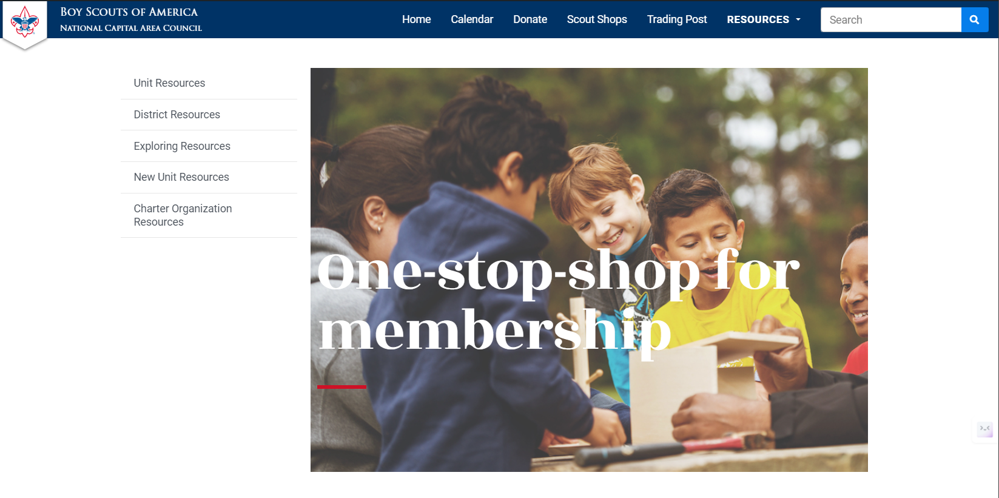 BOY SCOUTS OF AMERICA
NATIONAL CAPITAL AREA COUNCIL
Home
Calendar
Donate
Scout Shops
Trading Post
RESOURCES
Search
Unit Resources
District Resources
Exploring Resources
New Unit Resources
Charter Organization
Resources
One-stop-shop for
membership